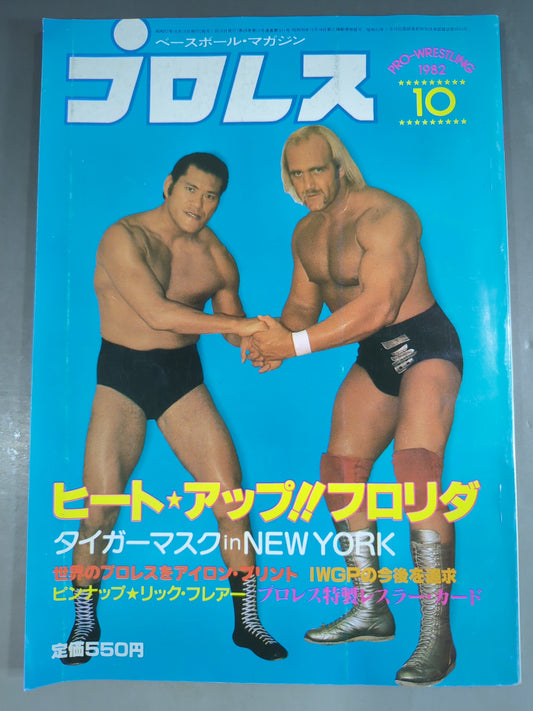 ベースボール・マガジン
プロレス
PRO-WRESTLING
1982
10
ヒート★アップ!!フロリダ
タイガーマスクinNEW YORK
世界のプロレスをアイロン・プリント IWGPの今後を追求
ピンナップ★リック・フレアー プロレス特製レスラー・カード
定価550円